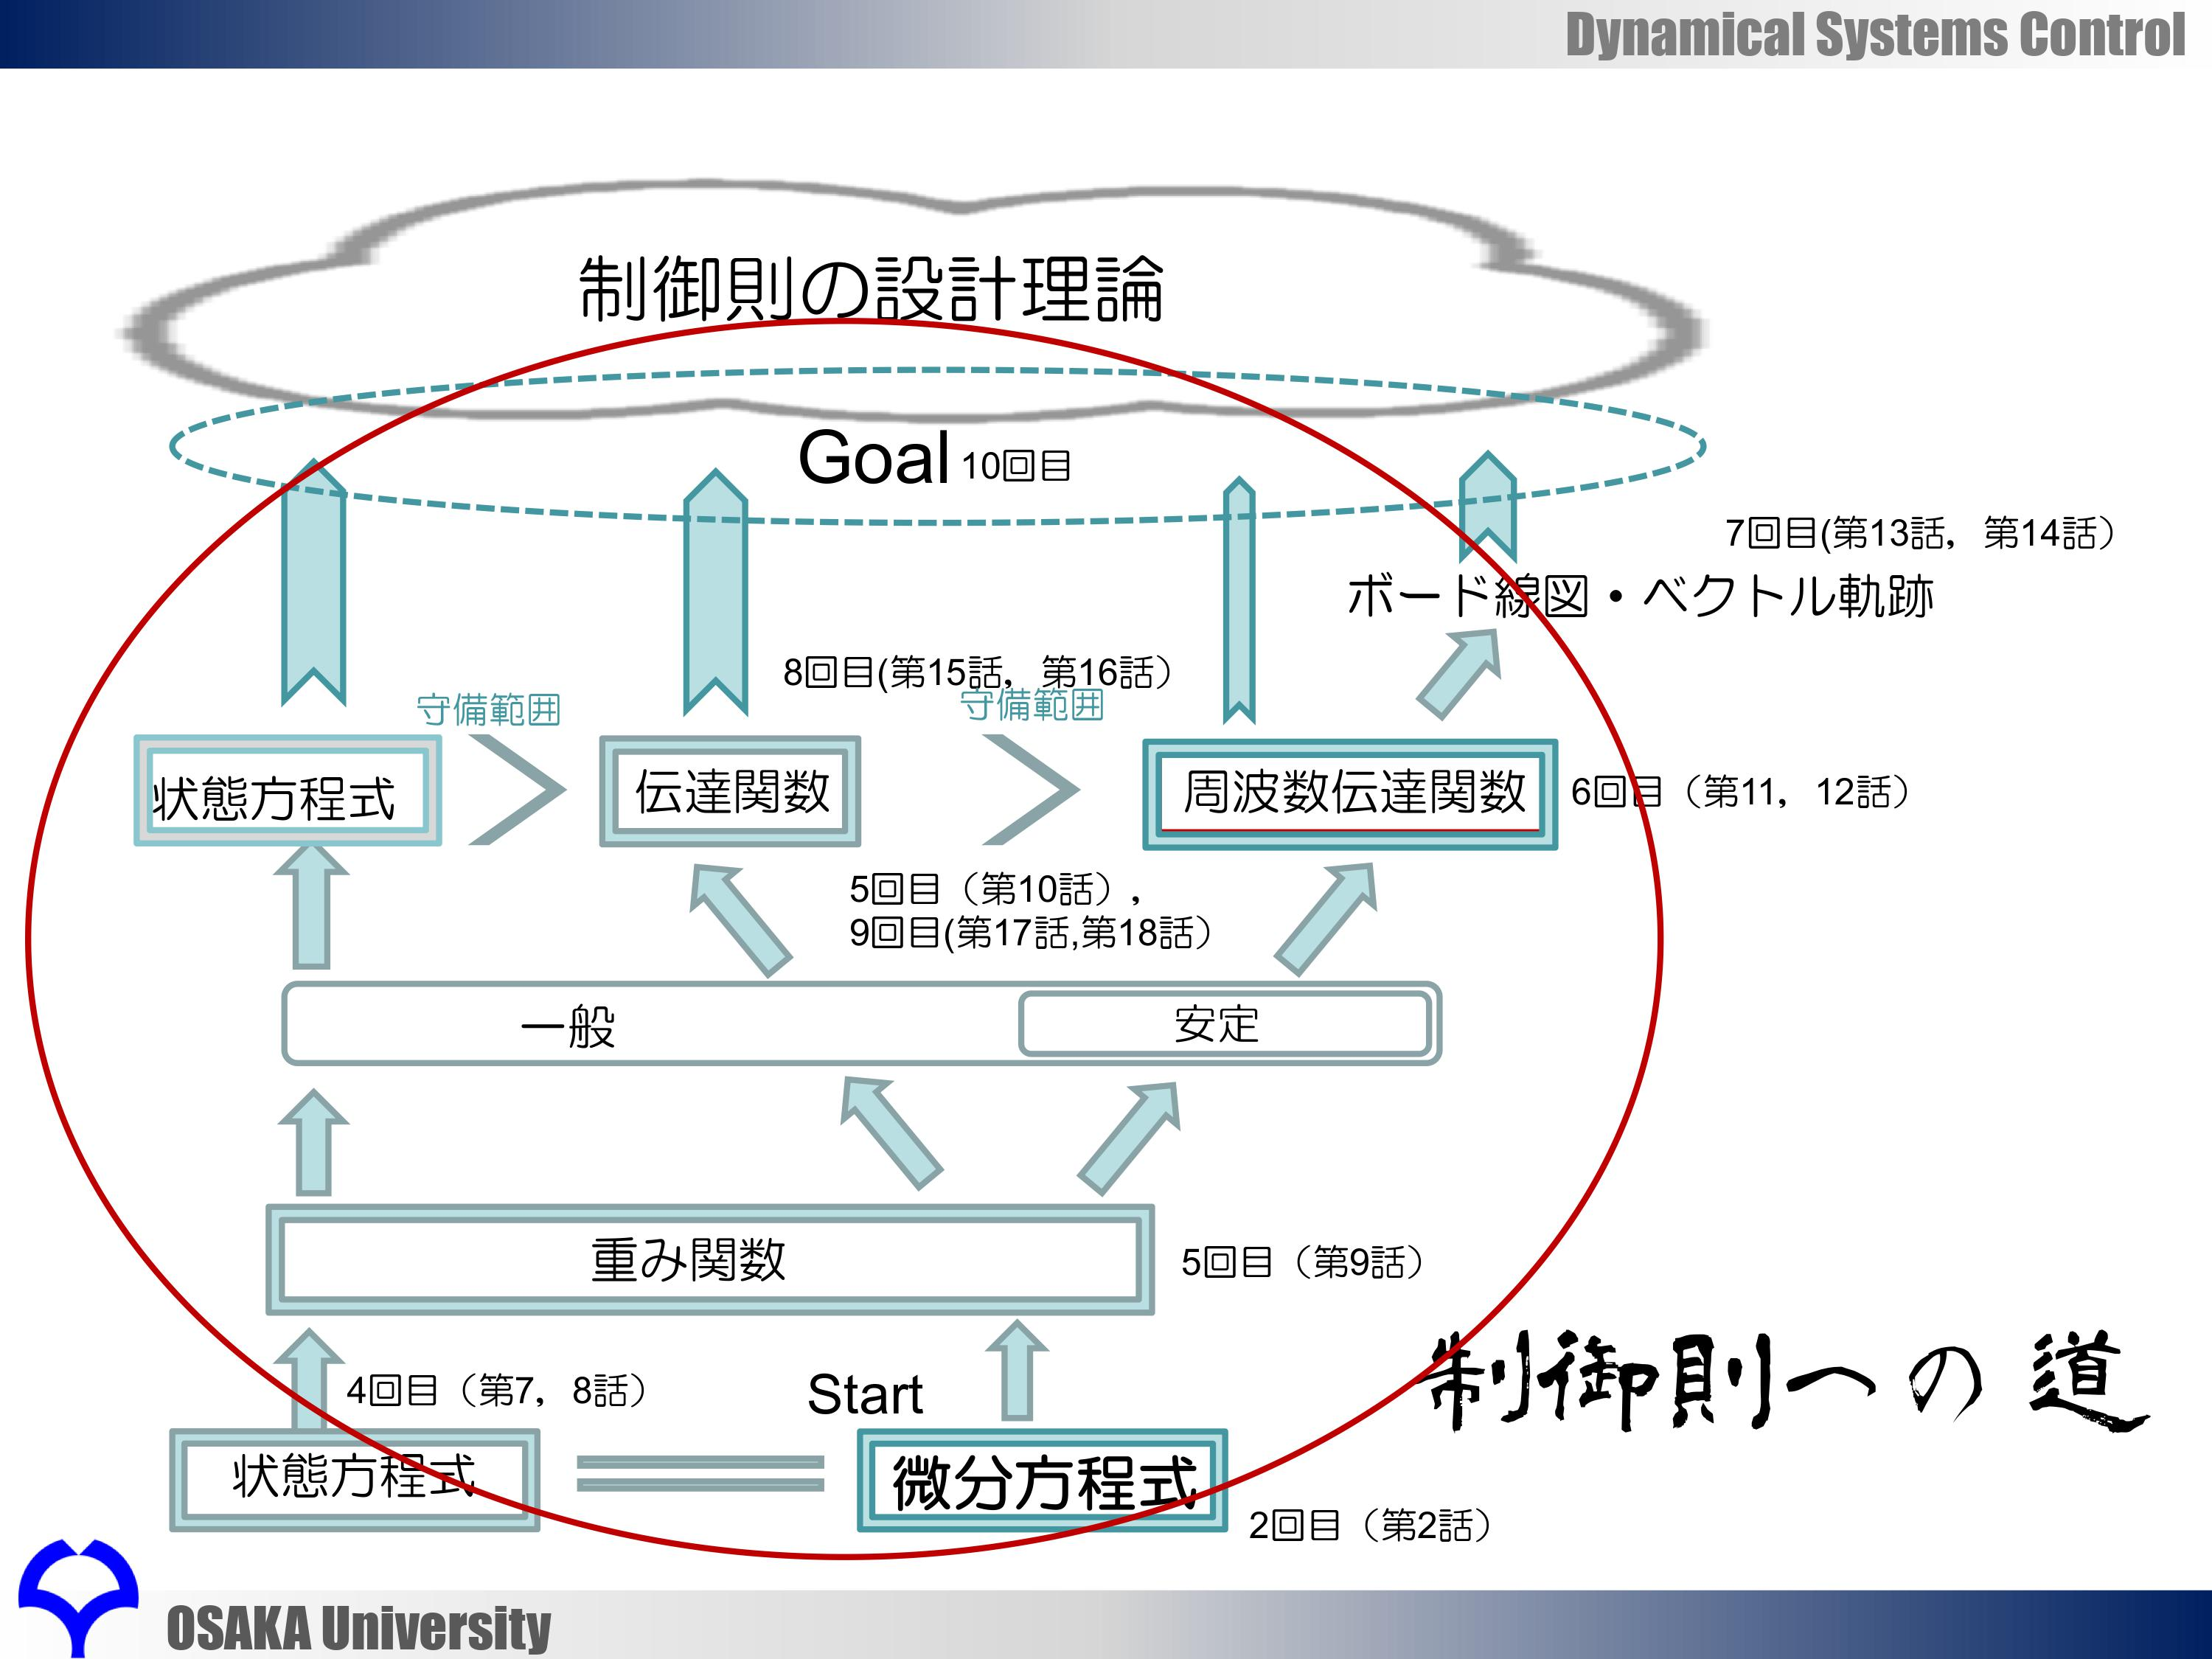 Dynamical Systems Control
制御則の設計理論
Goal 10回目
7回目(第13話，第14話）
ボード線図・ベクトル軌跡
8回目(第15話，第16話）
守備範囲
守備範囲
状態方程式
伝達関数
周波数伝達関数
6回目（第11，12話）
5回目（第10話），
9回目(第17話,第18話）
一般
安定
重み関数
5回目（第9話）
制御則への道
4回目（第7，8話）
Start
状態方程式
微分方程式
2回目（第2話）
OSAKA University